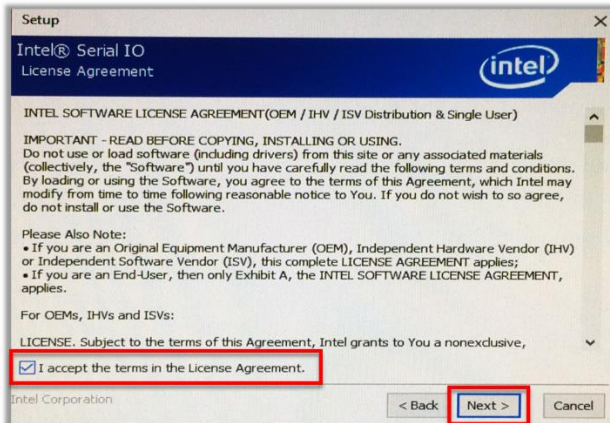 Setup
Intel® Serial IO
License Agreement
intel
INTEL SOFTWARE LICENSE AGREEMENT(OEM / IHV / ISV Distribution & Single User)
IMPORTANT - READ BEFORE COPYING, INSTALLING OR USING.
Do not use or load software (including drivers) from this site or any associated materials
(collectively, the "Software") until you have carefully read the following terms and conditions.
By loading or using the Software, you agree to the terms of this Agreement, which Intel may
modify from time to time following reasonable notice to You. If you do not wish to so agree,
do not install or use the Software.
Please Also Note:
• If you are an Original Equipment Manufacturer (OEM), Independent Hardware Vendor (IHV)
or Independent Software Vendor (ISV), this complete LICENSE AGREEMENT applies;
• If you are an End-User, then only Exhibit A, the INTEL SOFTWARE LICENSE AGREEMENT,
applies.
For OEMs, IHVs and ISVs:
LICENSE. Subject to the terms of this Agreement, Intel grants to You a nonexclusive,
I accept the terms in the License Agreement.
Intel Corporation
< Back Next > Cancel